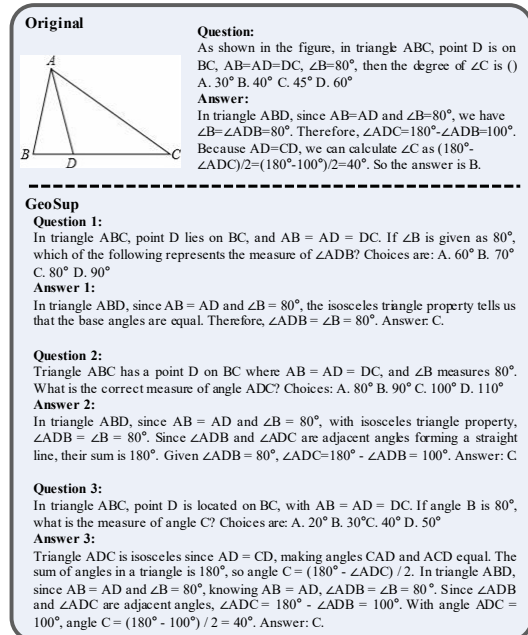 Original
A
B
D
C
Question:
As shown in the figure, in triangle ABC, point D is on
BC, AB=AD=DC, ∠B=80°, then the degree of ∠C is ()
A. 30° B. 40° C. 45° D. 60°
Answer:
In triangle ABD, since AB=AD and ∠B=80°, we have
∠B=∠ADB=80°. Therefore, ∠ADC=180°-∠ADB=100°.
Because AD=CD, we can calculate ∠C as (180°-
∠ADC)/2=(180°-100°)/2=40°. So the answer is B.
GeoSup
Question 1:
In triangle ABC, point D lies on BC, and AB = AD = DC. If ∠B is given as 80°,
which of the following represents the measure of ∠ADB? Choices are: A. 60° B. 70°
C. 80° D. 90°
Answer 1:
In triangle ABD, since AB = AD and ∠B = 80°, the isosceles triangle property tells us
that the base angles are equal. Therefore, ∠ADB = ∠B = 80°. Answer: C.
Question 2:
Triangle ABC has a point D on BC where AB = AD = DC, and ∠B measures 80°.
What is the correct measure of angle ADC? Choices: A. 80° B. 90° C. 100° D. 110°
Answer 2:
In triangle ABD, since AB = AD and ∠B = 80°, with isosceles triangle property,
∠ADB = ∠B = 80°. Since ∠ADB and ∠ADC are adjacent angles forming a straight
line, their sum is 180°. Given ∠ADB = 80°, ∠ADC=180° - ∠ADB = 100°. Answer: C
Question 3:
In triangle ABC, point D is located on BC, with AB = AD = DC. If angle B is 80°,
what is the measure of angle C? Choices are: A. 20° B. 30°C. 40° D. 50°
Answer 3:
Triangle ADC is isosceles since AD = CD, making angles CAD and ACD equal. The
sum of angles in a triangle is 180°, so angle C = (180° - ∠ADC) / 2. In triangle ABD,
since AB = AD and ∠B = 80°, knowing AB = AD, ∠ADB = ∠B = 80°. Since ∠ADB
and ∠ADC are adjacent angles, ∠ADC = 180° - ∠ADB = 100°. With angle ADC =
100°, angle C = (180° - 100°) / 2 = 40°. Answer: C.